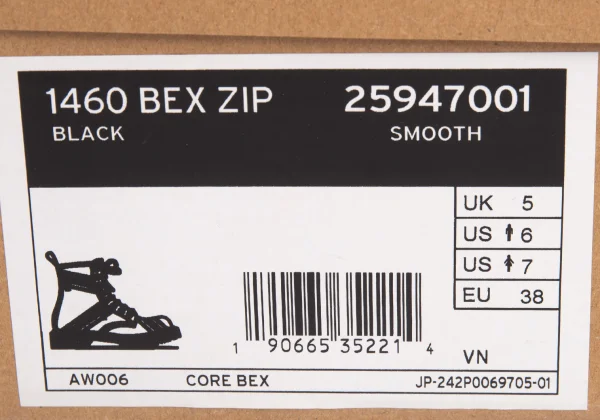 1460 BEX ZIP 25947001
BLACK SMOOTH
UK 5
US 6
US 7
EU 38
1 90665 35221 4
VN
AW006 CORE BEX JP-242P0069705-01